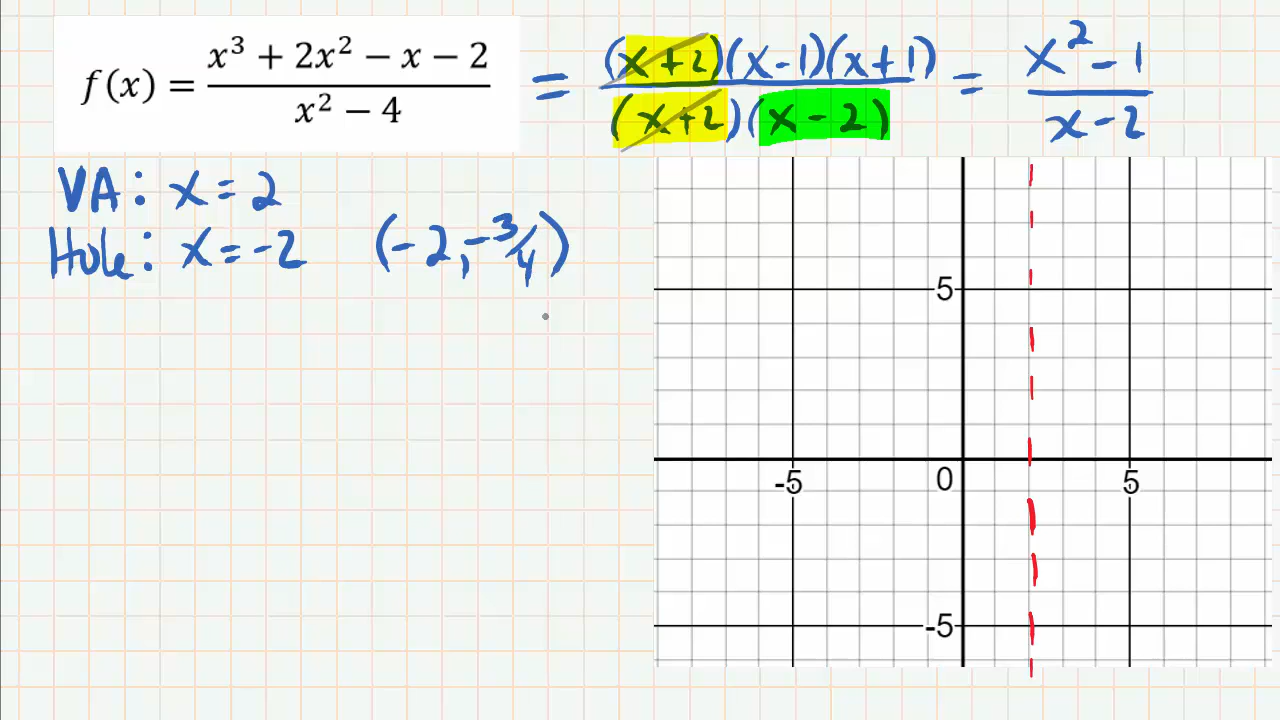 f(x) = (x³ + 2x² − x − 2)/(x² − 4) = (x+2)(x-1)(x+1)/(x+2)(x-2) = (x²-1)/(x-2)
VA: x = 2
Hole: x = -2 (-2, -3/4)
5
-5 0 5
-5